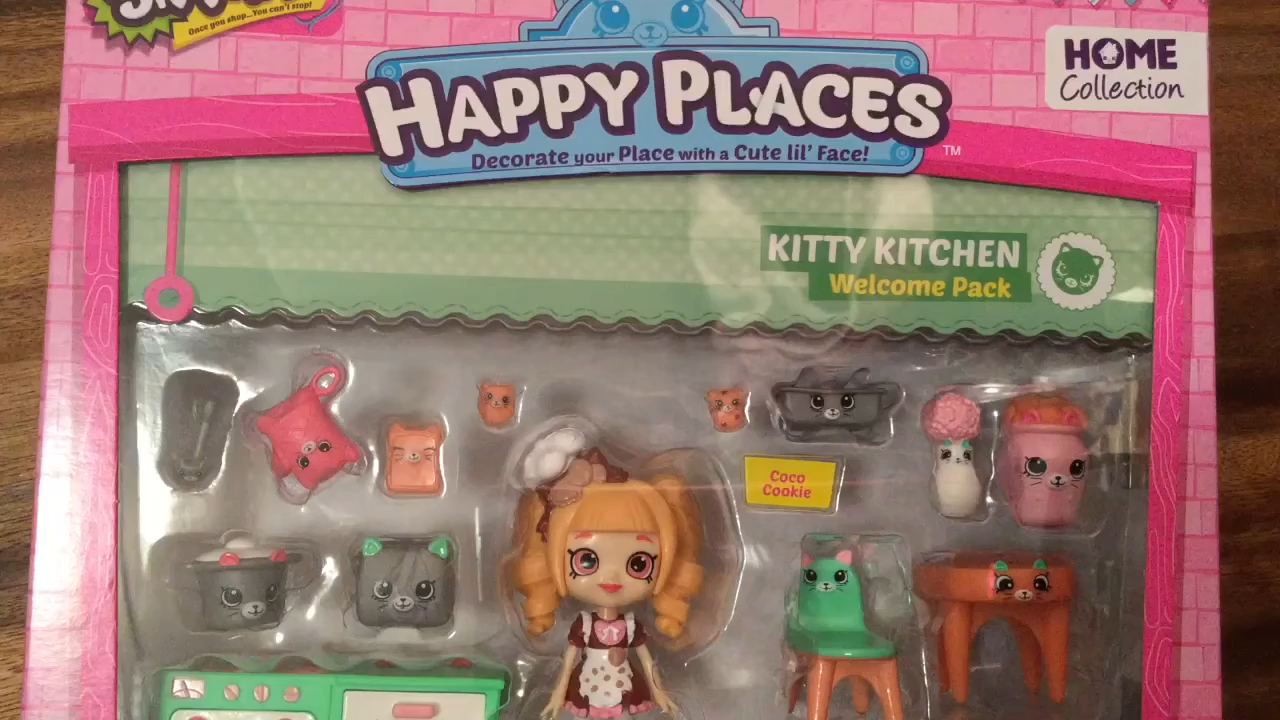 Once you shop...You can't stop!
HOME
Collection
HAPPY PLACES
Decorate your Place with a Cute lil' Face!
TM
KITTY KITCHEN
Welcome Pack
Coco
Cookie